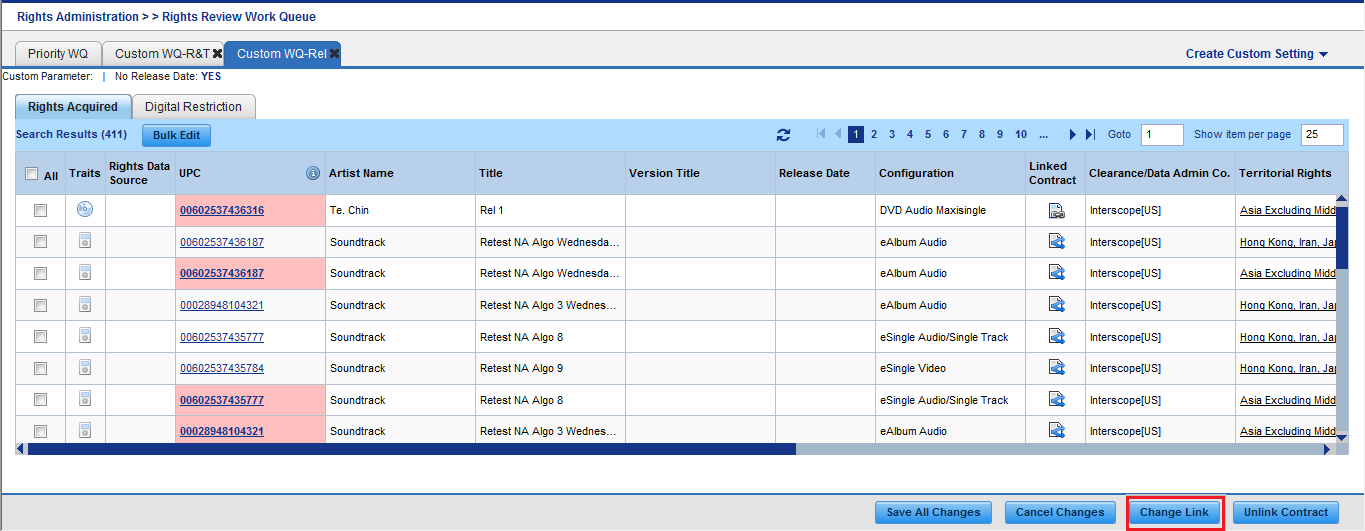 Rights Administration > > Rights Review Work Queue
Priority WQ Custom WQ-R&T Custom WQ-Rel Create Custom Setting
Custom Parameter: | No Release Date: YES
Rights Acquired Digital Restriction
Search Results (411) Bulk Edit 1 2 3 4 5 6 7 8 9 10 ... Goto 1 Show item per page 25
All Traits Rights Data Source UPC Artist Name Title Version Title Release Date Configuration Linked Contract Clearance/Data Admin Co. Territorial Rights
00602537436316 Te. Chin Rel 1 DVD Audio Maxisingle Interscope[US] Asia Excluding Midd
00602537436187 Soundtrack Retest NA Algo Wednesda... eAlbum Audio Interscope[US] Hong Kong, Iran, Jap
00602537436187 Soundtrack Retest NA Algo Wednesda... eAlbum Audio Interscope[US] Asia Excluding Midd
00028948104321 Soundtrack Retest NA Algo 3 Wednes... eAlbum Audio Interscope[US] Hong Kong, Iran, Jap
00602537435777 Soundtrack Retest NA Algo 8 eSingle Audio/Single Track Interscope[US] Hong Kong, Iran, Jap
00602537435784 Soundtrack Retest NA Algo 9 eSingle Video Interscope[US] Hong Kong, Iran, Jap
00602537435777 Soundtrack Retest NA Algo 8 eSingle Audio/Single Track Interscope[US] Asia Excluding Midd
00028948104321 Soundtrack Retest NA Algo 3 Wednes... eAlbum Audio Interscope[US] Asia Excluding Midd
Save All Changes Cancel Changes Change Link Unlink Contract